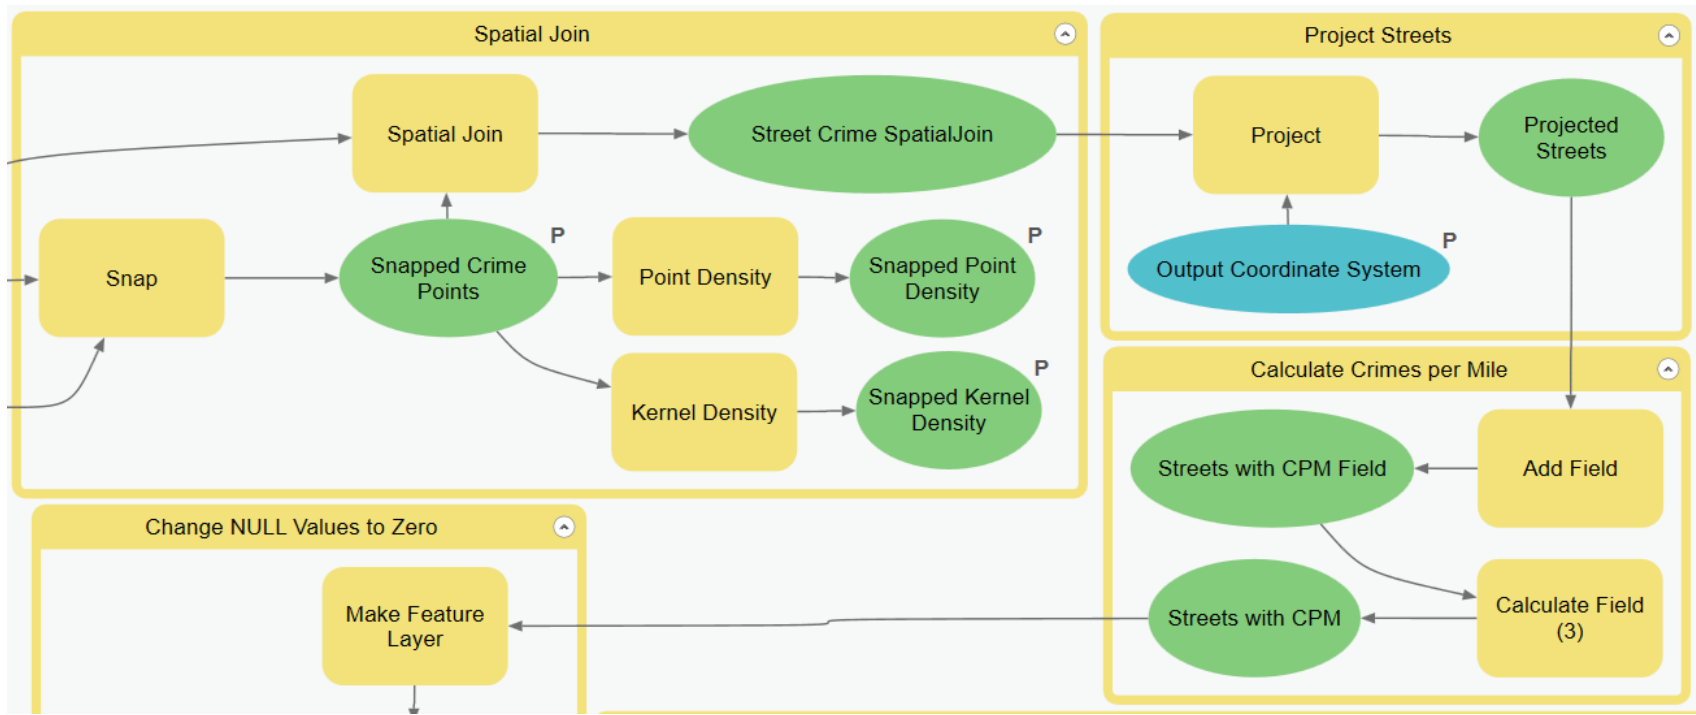 Spatial Join
Project Streets
Spatial Join
Street Crime SpatialJoin
Project
Projected
Streets
Snap
Snapped Crime
Points
P
Point Density
Snapped Point
Density
P
Output Coordinate System
P
Kernel Density
Snapped Kernel
Density
P
Calculate Crimes per Mile
Streets with CPM Field
Add Field
Change NULL Values to Zero
Make Feature
Layer
Streets with CPM
Calculate Field
(3)